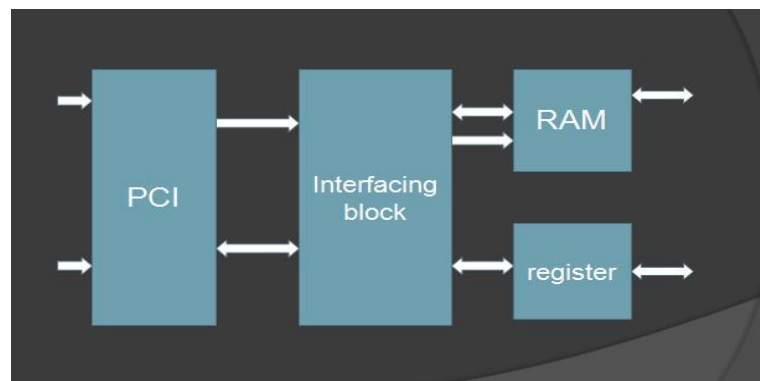 PCI
Interfacing
block
RAM
register